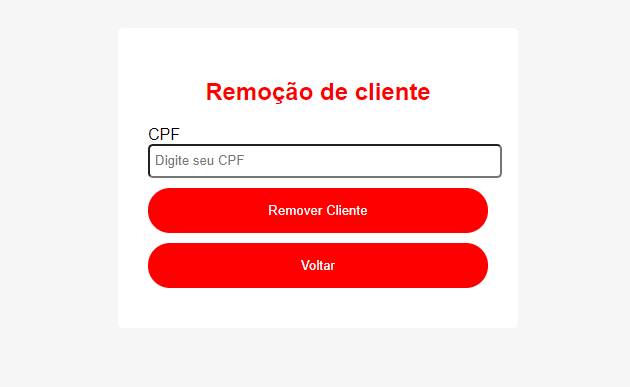 Remoção de cliente
CPF
Digite seu CPF
Remover Cliente
Voltar